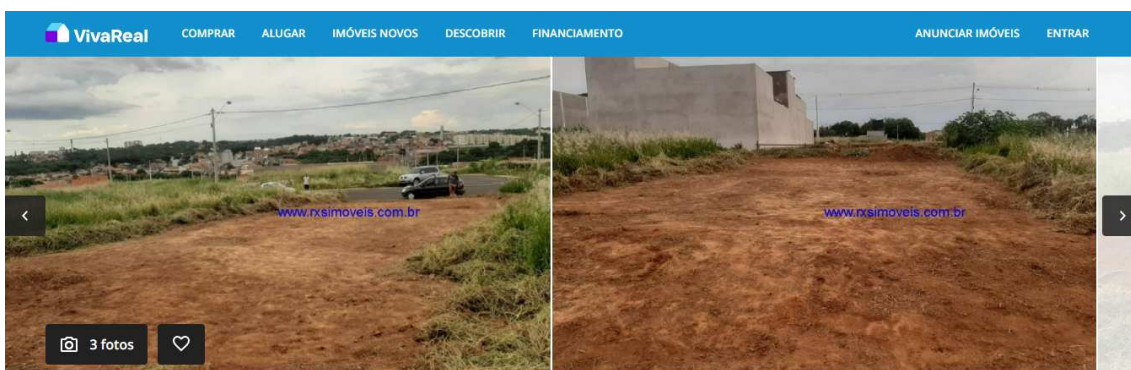 VivaReal COMPRAR ALUGAR IMÓVEIS NOVOS DESCOBRIR FINANCIAMENTO ANUNCIAR IMÓVEIS ENTRAR
www.rxsimoveis.com.br www.rxsimoveis.com.br
3 fotos